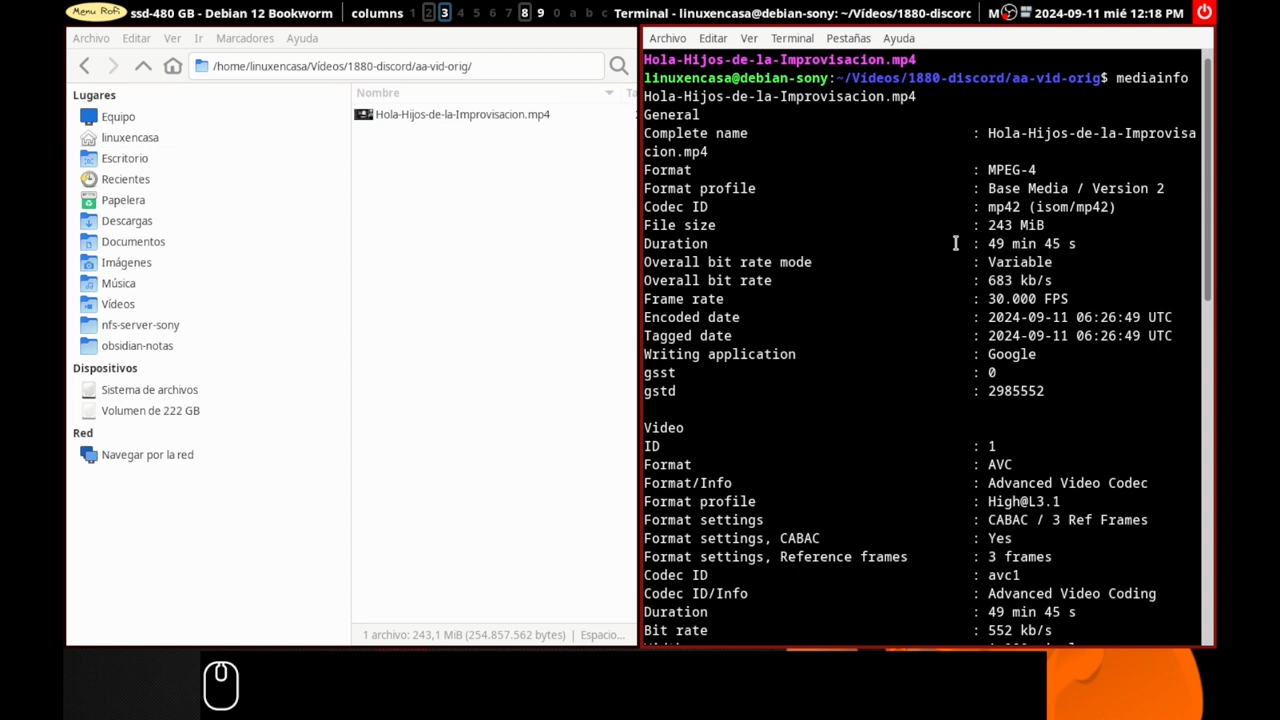 Menu Rofi ssd-480 GB - Debian 12 Bookworm columns 1 2 3 4 5 6 7 8 9 0 a b c Terminal - linuxencasa@debian-sony: ~/Vídeos/1880-discorc M 2024-09-11 mié 12:18 PM
Archivo Editar Ver Ir Marcadores Ayuda
/home/linuxencasa/Vídeos/1880-discord/aa-vid-orig/
Lugares
Equipo
linuxencasa
Escritorio
Recientes
Papelera
Descargas
Documentos
Imágenes
Música
Vídeos
nfs-server-sony
obsidian-notas
Dispositivos
Sistema de archivos
Volumen de 222 GB
Red
Navegar por la red
Nombre Ta
Hola-Hijos-de-la-Improvisacion.mp4
1 archivo: 243,1 MiB (254.857.562 bytes) | Espacio...
Archivo Editar Ver Terminal Pestañas Ayuda
Hola-Hijos-de-la-Improvisacion.mp4
linuxencasa@debian-sony:~/Vídeos/1880-discord/aa-vid-orig$ mediainfo
Hola-Hijos-de-la-Improvisacion.mp4
General
Complete name : Hola-Hijos-de-la-Improvisa
cion.mp4
Format : MPEG-4
Format profile : Base Media / Version 2
Codec ID : mp42 (isom/mp42)
File size : 243 MiB
Duration : 49 min 45 s
Overall bit rate mode : Variable
Overall bit rate : 683 kb/s
Frame rate : 30.000 FPS
Encoded date : 2024-09-11 06:26:49 UTC
Tagged date : 2024-09-11 06:26:49 UTC
Writing application : Google
gsst : 0
gstd : 2985552
Video
ID : 1
Format : AVC
Format/Info : Advanced Video Codec
Format profile : High@L3.1
Format settings : CABAC / 3 Ref Frames
Format settings, CABAC : Yes
Format settings, Reference frames : 3 frames
Codec ID : avc1
Codec ID/Info : Advanced Video Coding
Duration : 49 min 45 s
Bit rate : 552 kb/s